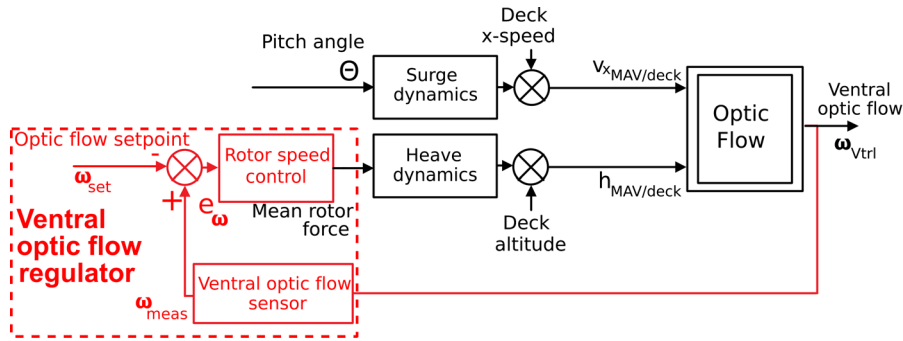 Deck
x-speed
Pitch angle
Θ
Surge
dynamics
v_xMAV/deck
Optic
Flow
Ventral
optic flow
ω_Vtrl
Optic flow setpoint
-
ω_set
+
e_ω
Rotor speed
control
Mean rotor
force
Heave
dynamics
h_MAV/deck
Deck
altitude
Ventral
optic flow
regulator
Ventral optic flow
sensor
ω_meas